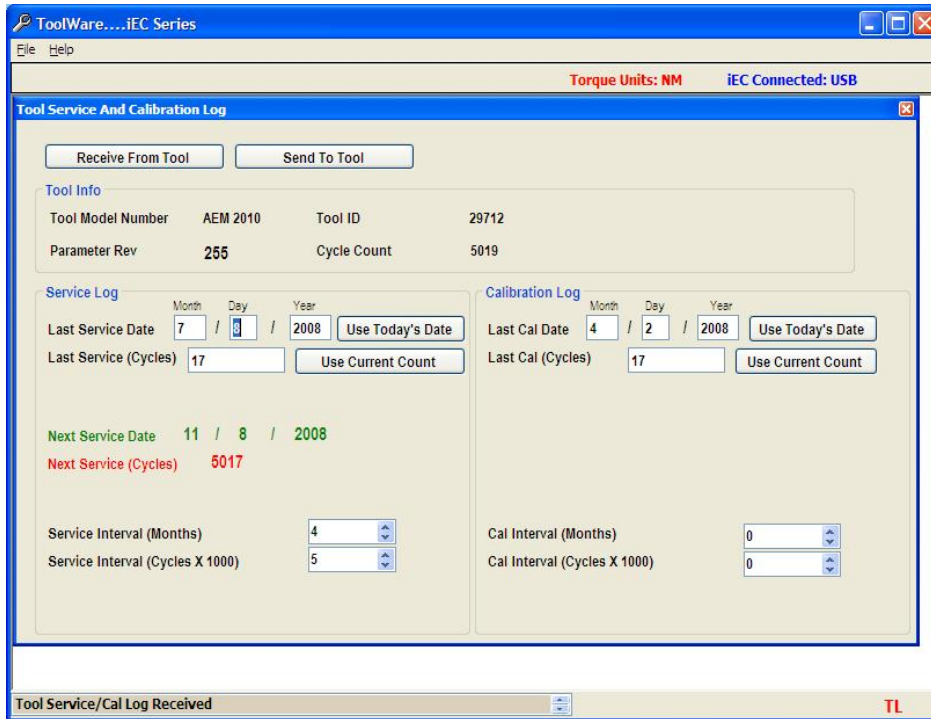 ToolWare....iEC Series
File Help
Torque Units: NM iEC Connected: USB
Tool Service And Calibration Log
Receive From Tool Send To Tool
Tool Info
Tool Model Number AEM 2010 Tool ID 29712
Parameter Rev 255 Cycle Count 5019
Service Log
Month Day Year
Last Service Date 7 / 8 / 2008 Use Today's Date
Last Service (Cycles) 17 Use Current Count
Next Service Date 11 / 8 / 2008
Next Service (Cycles) 5017
Service Interval (Months) 4
Service Interval (Cycles X 1000) 5
Calibration Log
Month Day Year
Last Cal Date 4 / 2 / 2008 Use Today's Date
Last Cal (Cycles) 17 Use Current Count
Cal Interval (Months) 0
Cal Interval (Cycles X 1000) 0
Tool Service/Cal Log Received TL